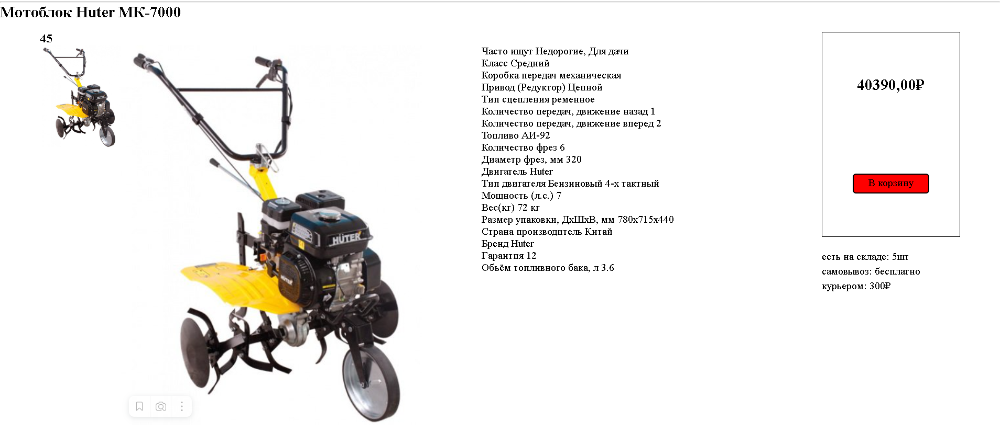 Мотоблок Huter МК-7000
45
HÜTER
HÜTER
HÜTER
Часто ищут Недорогие, Для дачи
Класс Средний
Коробка передач механическая
Привод (Редуктор) Цепной
Тип сцепления ременное
Количество передач, движение назад 1
Количество передач, движение вперед 2
Топливо АИ-92
Количество фрез 6
Диаметр фрез, мм 320
Двигатель Huter
Тип двигателя Бензиновый 4-х тактный
Мощность (л.с.) 7
Вес(кг) 72 кг
Размер упаковки, ДхШхВ, мм 780х715х440
Страна производитель Китай
Бренд Huter
Гарантия 12
Объём топливного бака, л 3.6
40390,00₽
В корзину
есть на складе: 5шт
самовывоз: бесплатно
курьером: 300₽